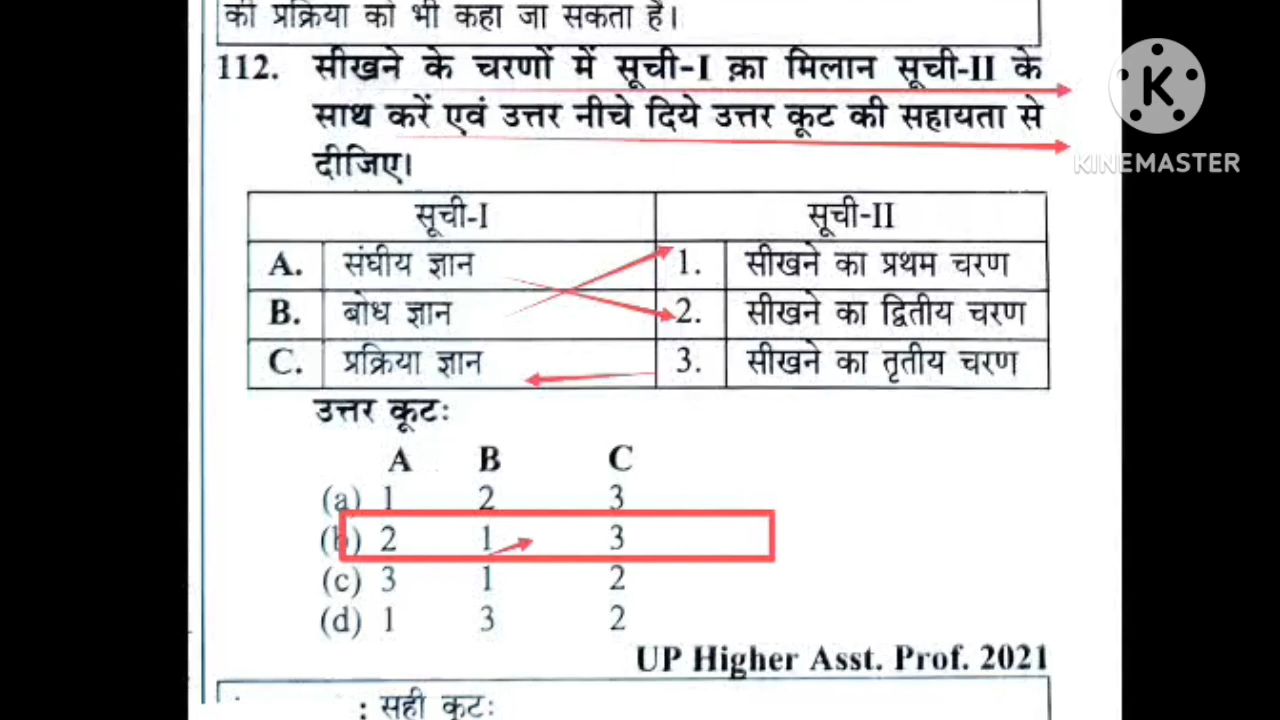 की प्रक्रिया को भी कहा जा सकता है।
112. सीखने के चरणों में सूची-I का मिलान सूची-II के
साथ करें एवं उत्तर नीचे दिये उत्तर कूट की सहायता से
दीजिए।
K
KINEMASTER
सूची-I सूची-II
A. संघीय ज्ञान 1. सीखने का प्रथम चरण
B. बोध ज्ञान 2. सीखने का द्वितीय चरण
C. प्रक्रिया ज्ञान 3. सीखने का तृतीय चरण
उत्तर कूटः
A B C
(a) 1 2 3
(b) 2 1 3
(c) 3 1 2
(d) 1 3 2
UP Higher Asst. Prof. 2021
: सही कूटः